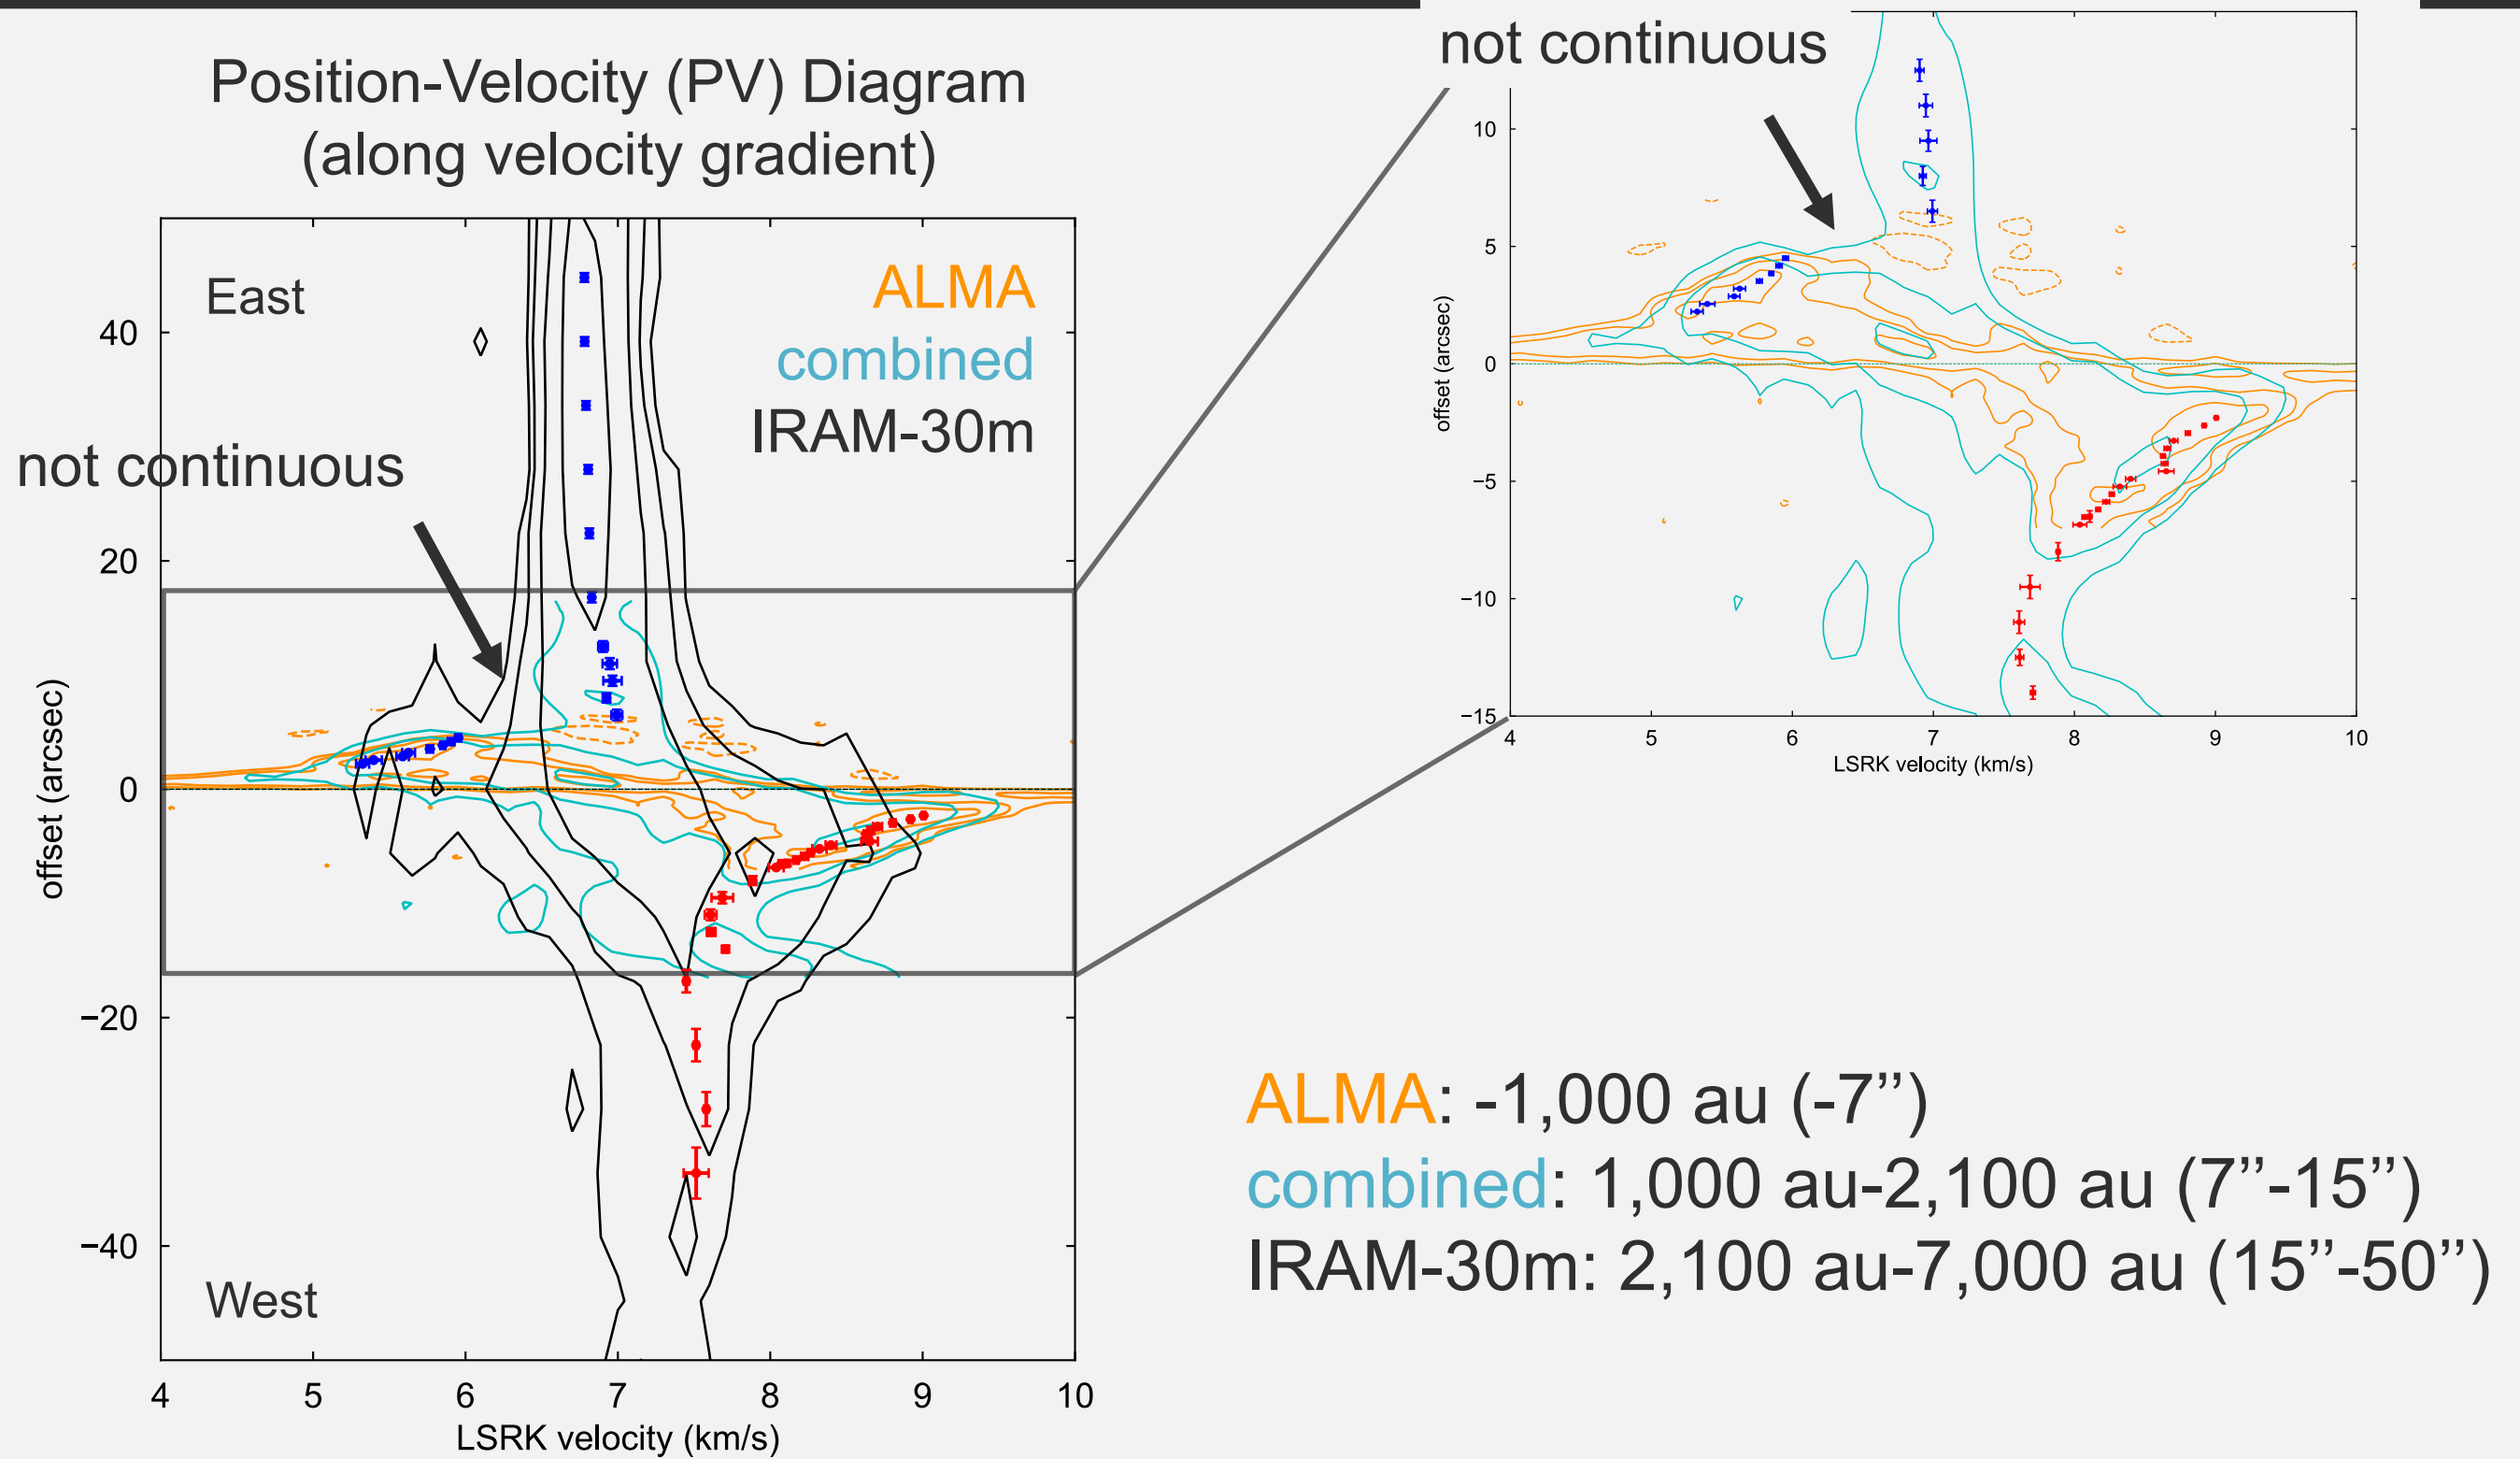 Position-Velocity (PV) Diagram
(along velocity gradient)
East
ALMA
combined
IRAM-30m
not continuous
40
20
0
−20
−40
offset (arcsec)
West
4 5 6 7 8 9 10
LSRK velocity (km/s)
not continuous
10
5
0
−5
−10
−15
offset (arcsec)
4 5 6 7 8 9 10
LSRK velocity (km/s)
ALMA: -1,000 au (-7’’)
combined: 1,000 au-2,100 au (7’’-15’’)
IRAM-30m: 2,100 au-7,000 au (15’’-50’’)